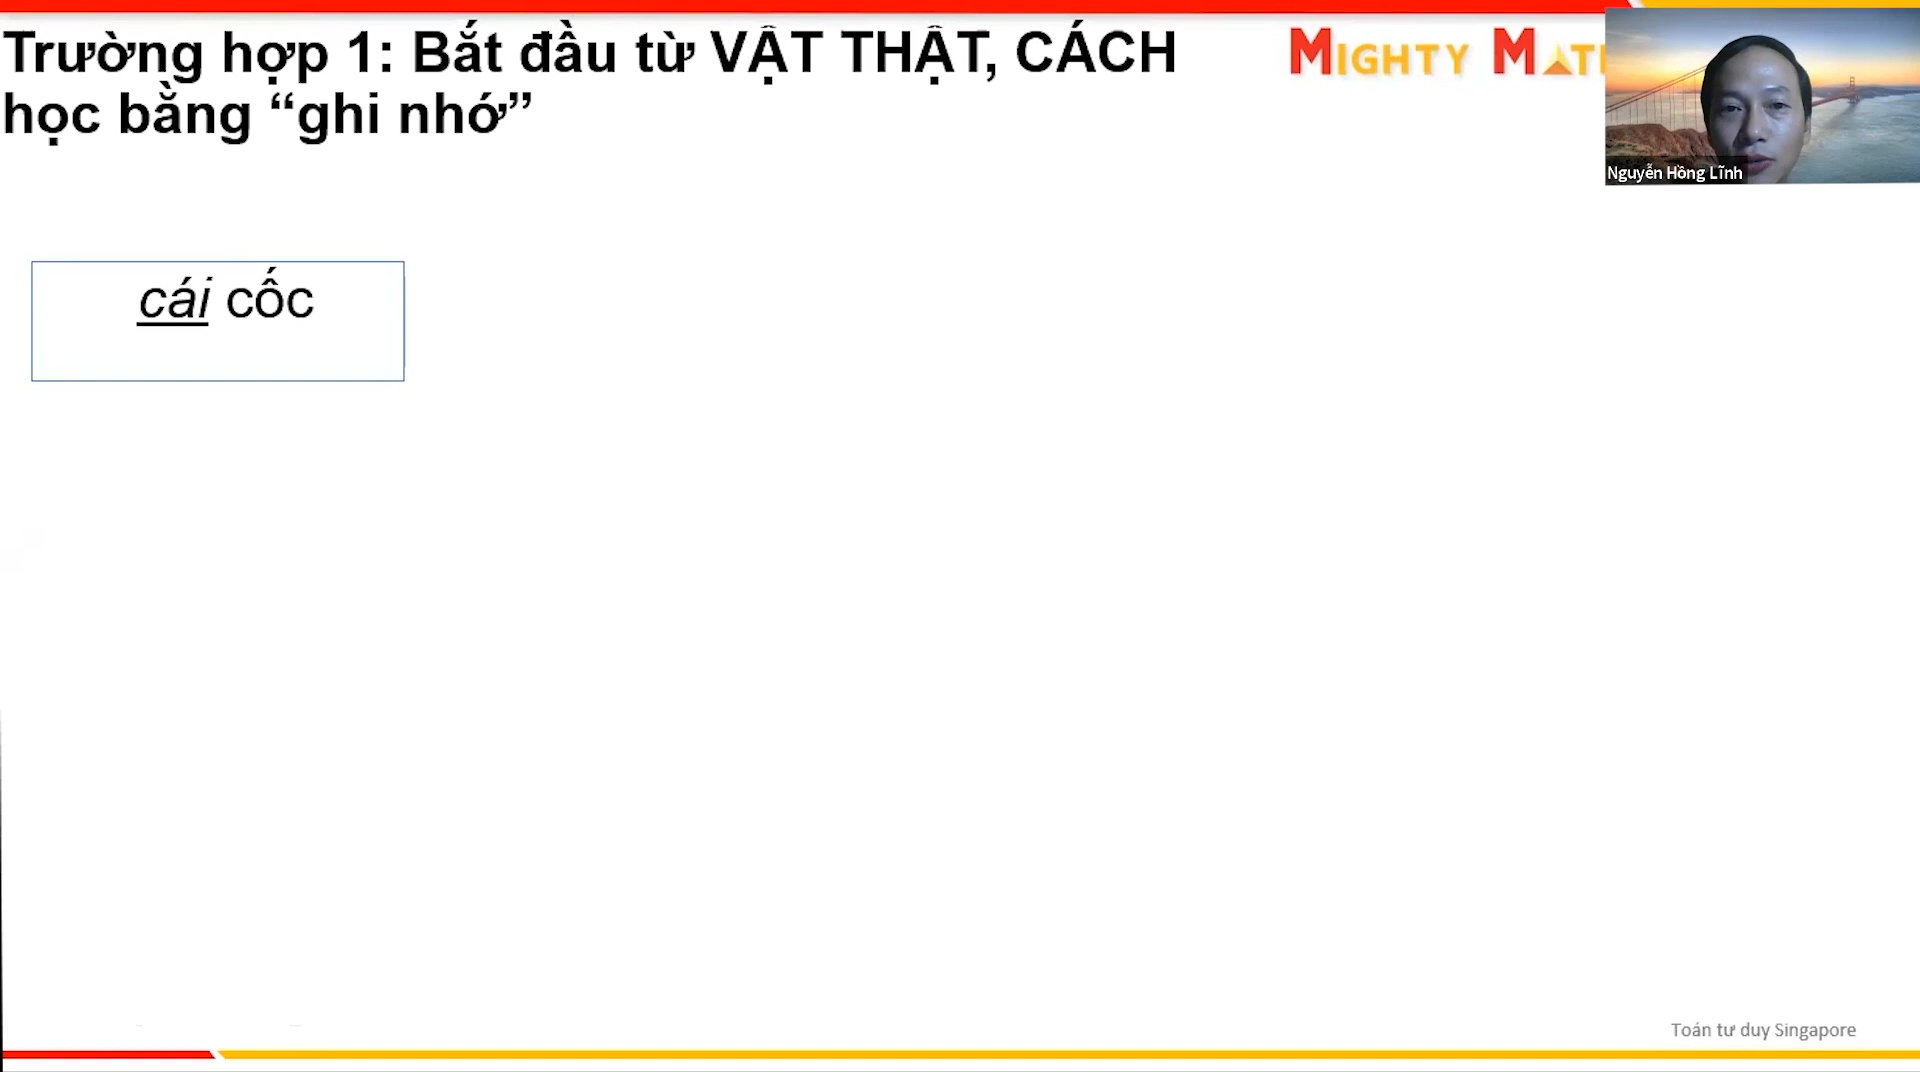 Trường hợp 1: Bắt đầu từ VẬT THẬT, CÁCH
học bằng “ghi nhớ”
MIGHTY MAT
Nguyễn Hồng Lĩnh
cái cốc
Toán tư duy Singapore